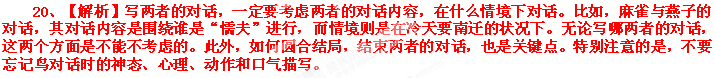 20、【解析】写两者的对话，一定要考虑两者的对话内容，在什么情境下对话。比如，麻雀与燕子的
对话，其对话内容是围绕谁是“懦夫”进行，而情境则是在冷天要南迁的状况下。无论写哪两者的对话，
这两个方面是不能不考虑的。此外，如何圆合结局，结束两者的对话，也是关键点。特别注意的是，不要
忘记鸟对话时的神态、心理、动作和口气描写。